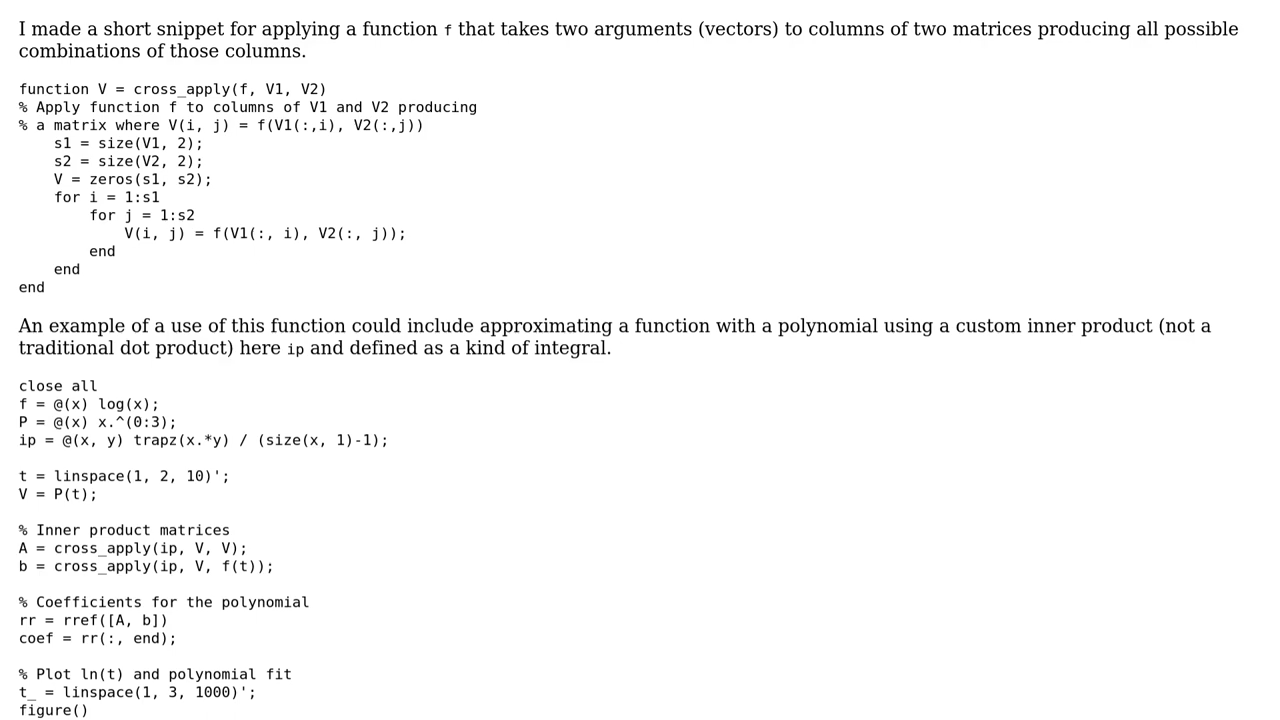 I made a short snippet for applying a function f that takes two arguments (vectors) to columns of two matrices producing all possible
combinations of those columns.
function V = cross_apply(f, V1, V2)
% Apply function f to columns of V1 and V2 producing
% a matrix where V(i, j) = f(V1(:,i), V2(:,j))
    s1 = size(V1, 2);
    s2 = size(V2, 2);
    V = zeros(s1, s2);
    for i = 1:s1
        for j = 1:s2
            V(i, j) = f(V1(:, i), V2(:, j));
        end
    end
end
An example of a use of this function could include approximating a function with a polynomial using a custom inner product (not a
traditional dot product) here ip and defined as a kind of integral.
close all
f = @(x) log(x);
P = @(x) x.^(0:3);
ip = @(x, y) trapz(x.*y) / (size(x, 1)-1);
t = linspace(1, 2, 10)';
V = P(t);
% Inner product matrices
A = cross_apply(ip, V, V);
b = cross_apply(ip, V, f(t));
% Coefficients for the polynomial
rr = rref([A, b])
coef = rr(:, end);
% Plot ln(t) and polynomial fit
t_ = linspace(1, 3, 1000)';
figure()